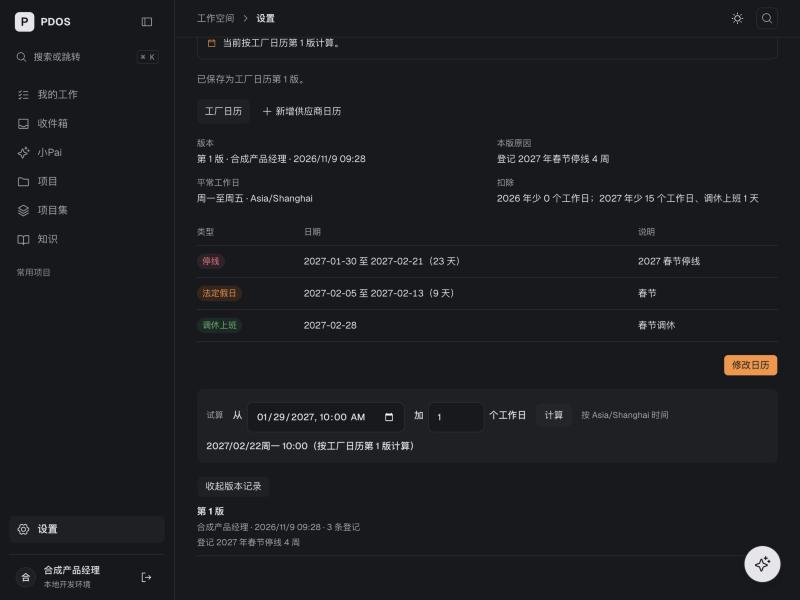 P PDOS
搜索或跳转 ⌘ K
我的工作
收件箱
小Pai
项目
项目集
知识
常用项目
设置
合 合成产品经理
本地开发环境
工作空间 > 设置
当前按工厂日历第 1 版计算。
已保存为工厂日历第 1 版。
工厂日历 + 新增供应商日历
版本 本版原因
第 1 版 · 合成产品经理 · 2026/11/9 09:28 登记 2027 年春节停线 4 周
平常工作日 扣除
周一至周五 · Asia/Shanghai 2026 年少 0 个工作日；2027 年少 15 个工作日、调休上班 1 天
类型 日期 说明
停线 2027-01-30 至 2027-02-21（23 天） 2027 春节停线
法定假日 2027-02-05 至 2027-02-13（9 天） 春节
调休上班 2027-02-28 春节调休
修改日历
试算 从 01/29/2027, 10:00 AM 加 1 个工作日 计算 按 Asia/Shanghai 时间
2027/02/22周一 10:00（按工厂日历第 1 版计算）
收起版本记录
第 1 版
合成产品经理 · 2026/11/9 09:28 · 3 条登记
登记 2027 年春节停线 4 周